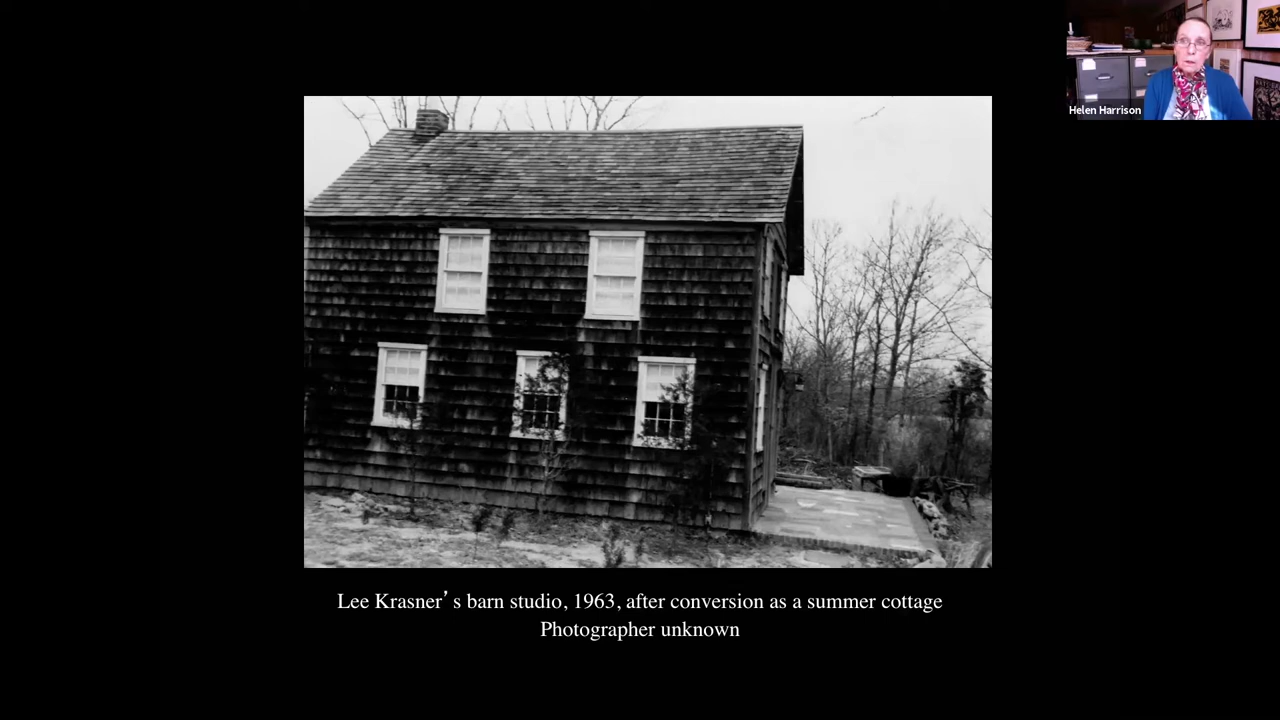 Helen Harrison
Lee Krasner’s barn studio, 1963, after conversion as a summer cottage
Photographer unknown